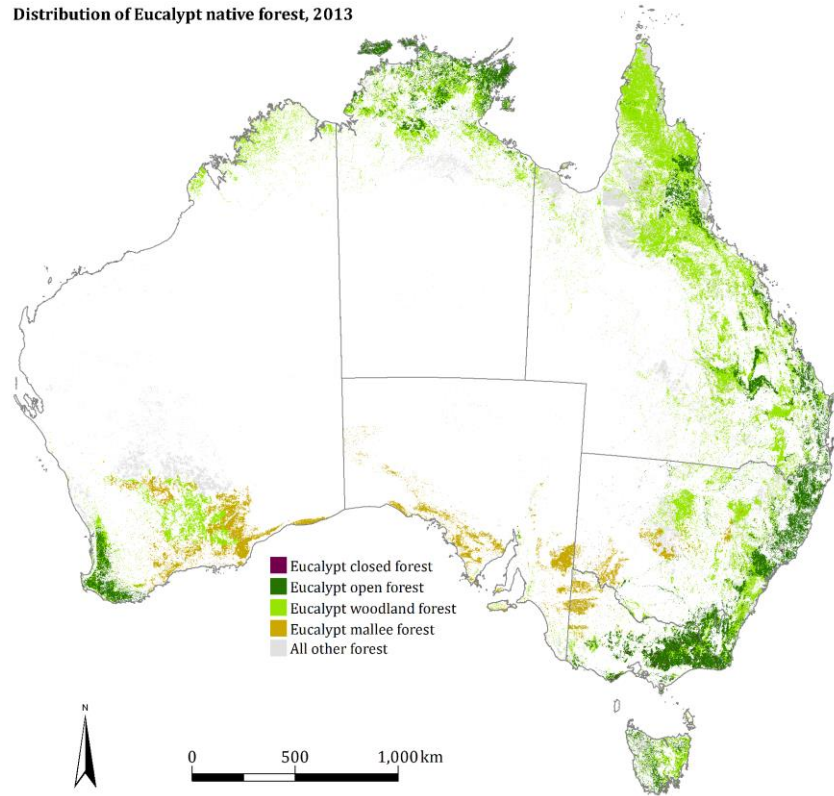 Distribution of Eucalypt native forest, 2013
Eucalypt closed forest
Eucalypt open forest
Eucalypt woodland forest
Eucalypt mallee forest
All other forest
N
0 500 1,000 km